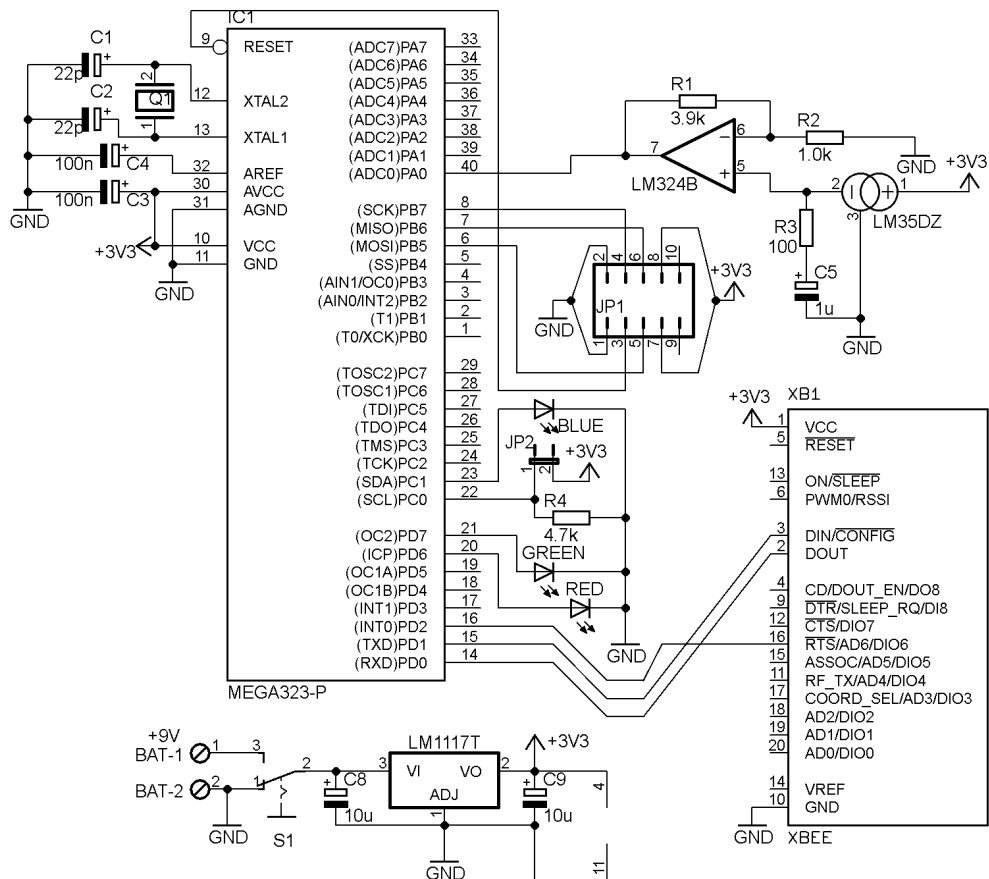 IC1
9 RESET
12 XTAL2
13 XTAL1
32 AREF
30 AVCC
31 AGND
10 VCC
11 GND
(ADC7)PA7 33
(ADC6)PA6 34
(ADC5)PA5 35
(ADC4)PA4 36
(ADC3)PA3 37
(ADC2)PA2 38
(ADC1)PA1 39
(ADC0)PA0 40
(SCK)PB7 8
(MISO)PB6 7
(MOSI)PB5 6
(SS)PB4 5
(AIN1/OC0)PB3 4
(AIN0/INT2)PB2 3
(T1)PB1 2
(T0/XCK)PB0 1
(TOSC2)PC7 29
(TOSC1)PC6 28
(TDI)PC5 27
(TDO)PC4 26
(TMS)PC3 25
(TCK)PC2 24
(SDA)PC1 23
(SCL)PC0 22
(OC2)PD7 21
(ICP)PD6 20
(OC1A)PD5 19
(OC1B)PD4 18
(INT1)PD3 17
(INT0)PD2 16
(TXD)PD1 15
(RXD)PD0 14
MEGA323-P
C1
+
22p
C2
+
22p
2
Q1
1
+
100n C4
+
100n C3
GND
+3V3
GND
R1
3.9k
R2
1.0k
GND
7
6
5
-
+
LM324B
+3V3
2
1
3
LM35DZ
R3
100
+
C5
1u
GND
2
4
6
8
10
JP1
1
3
5
7
9
GND
+3V3
BLUE
JP2
1
2
+3V3
R4
4.7k
GREEN
RED
GND
XB1
+3V3
1 VCC
5 RESET
13 ON/SLEEP
6 PWM0/RSSI
3 DIN/CONFIG
2 DOUT
4 CD/DOUT_EN/DO8
9 DTR/SLEEP_RQ/DI8
12 CTS/DIO7
16 RTS/AD6/DIO6
15 ASSOC/AD5/DIO5
11 RF_TX/AD4/DIO4
17 COORD_SEL/AD3/DIO3
18 AD2/DIO2
19 AD1/DIO1
20 AD0/DIO0
14 VREF
10 GND
GND
XBEE
+9V
BAT-1
1
3
BAT-2
2
1
2
GND
S1
+
C8
10u
LM1117T
3 VI
VO 2
ADJ
1
GND
+3V3
+
C9
10u
4
11